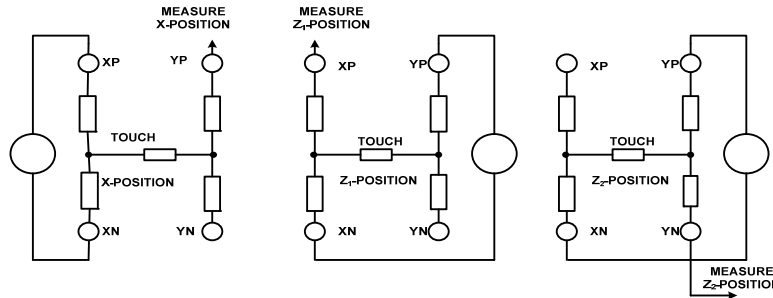 MEASURE
X-POSITION
XP
YP
TOUCH
X-POSITION
XN
YN
MEASURE
Z1-POSITION
XP
YP
TOUCH
Z1-POSITION
XN
YN
XP
YP
TOUCH
Z2-POSITION
XN
YN
MEASURE
Z2-POSITION